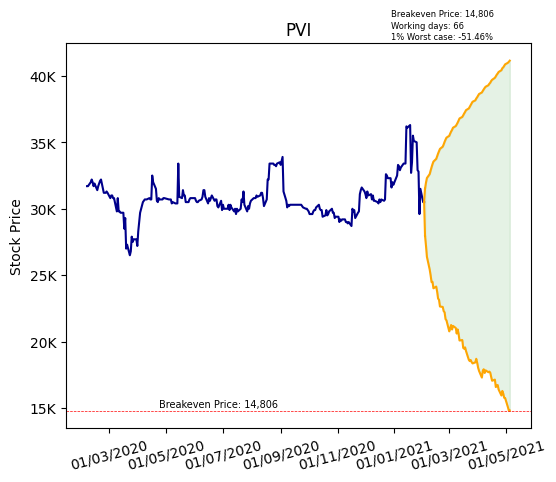 Breakeven Price: 14,806
Working days: 66
1% Worst case: -51.46%
PVI
40K
35K
30K
25K
20K
15K
Stock Price
Breakeven Price: 14,806
01/03/2020
01/05/2020
01/07/2020
01/09/2020
01/11/2020
01/01/2021
01/03/2021
01/05/2021